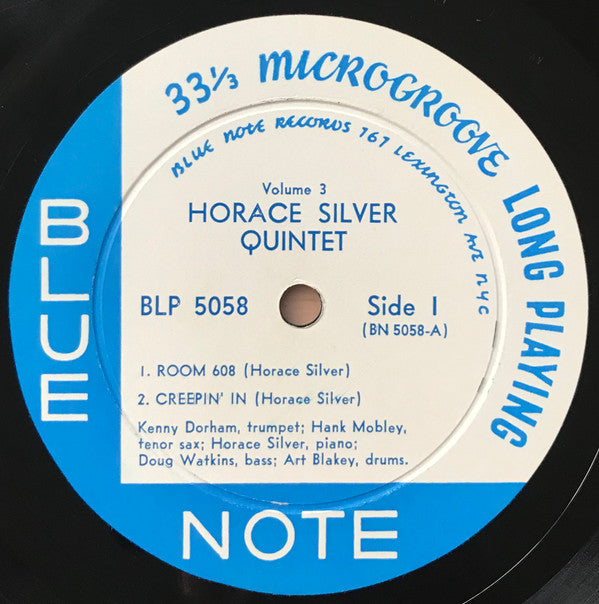 33⅓ MICROGROOVE LONG PLAYING
BLUE NOTE RECORDS 767 LEXINGTON AVE NYC
Volume 3
HORACE SILVER
QUINTET
BLP 5058
Side 1
(BN 5058-A)
1. ROOM 608 (Horace Silver)
2. CREEPIN' IN (Horace Silver)
Kenny Dorham, trumpet; Hank Mobley,
tenor sax; Horace Silver, piano;
Doug Watkins, bass; Art Blakey, drums.
BLUE
NOTE